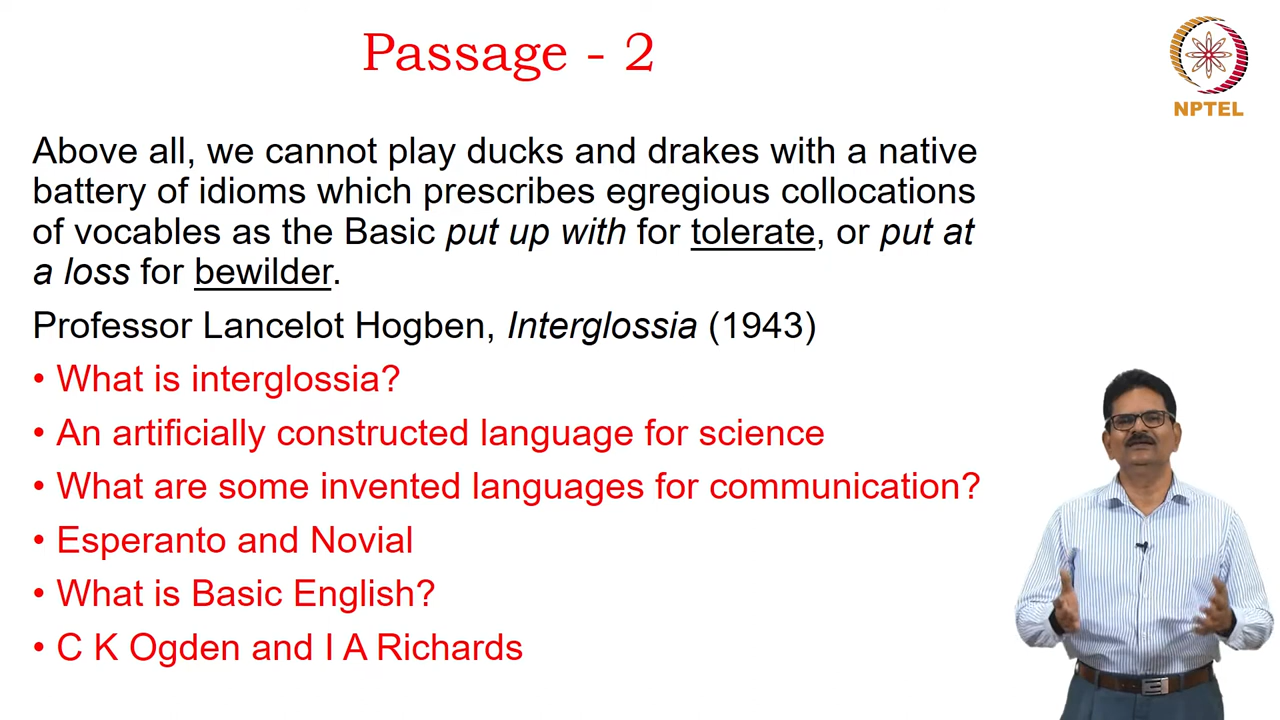 Passage - 2
NPTEL
Above all, we cannot play ducks and drakes with a native
battery of idioms which prescribes egregious collocations
of vocables as the Basic put up with for tolerate, or put at
a loss for bewilder.
Professor Lancelot Hogben, Interglossia (1943)
• What is interglossia?
• An artificially constructed language for science
• What are some invented languages for communication?
• Esperanto and Novial
• What is Basic English?
• C K Ogden and I A Richards